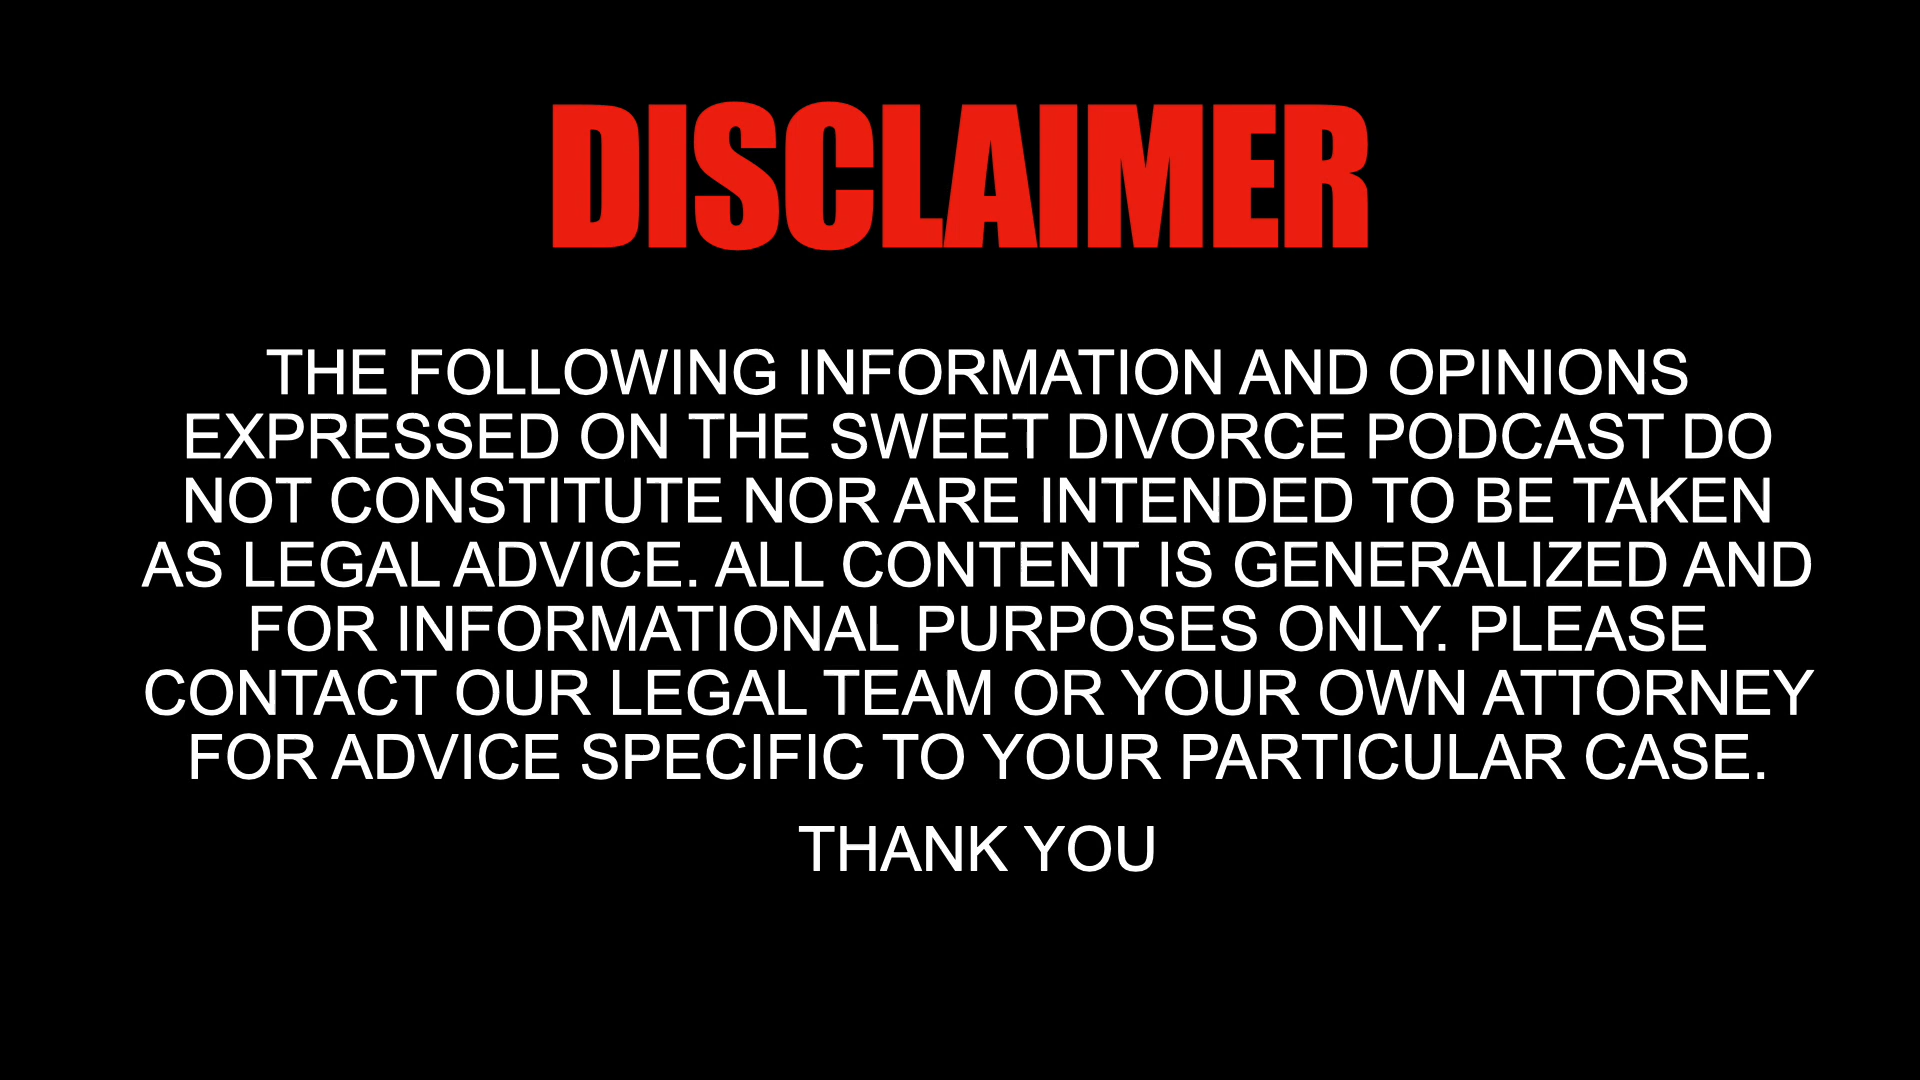 DISCLAIMER
THE FOLLOWING INFORMATION AND OPINIONS
EXPRESSED ON THE SWEET DIVORCE PODCAST DO
NOT CONSTITUTE NOR ARE INTENDED TO BE TAKEN
AS LEGAL ADVICE. ALL CONTENT IS GENERALIZED AND
FOR INFORMATIONAL PURPOSES ONLY. PLEASE
CONTACT OUR LEGAL TEAM OR YOUR OWN ATTORNEY
FOR ADVICE SPECIFIC TO YOUR PARTICULAR CASE.
THANK YOU